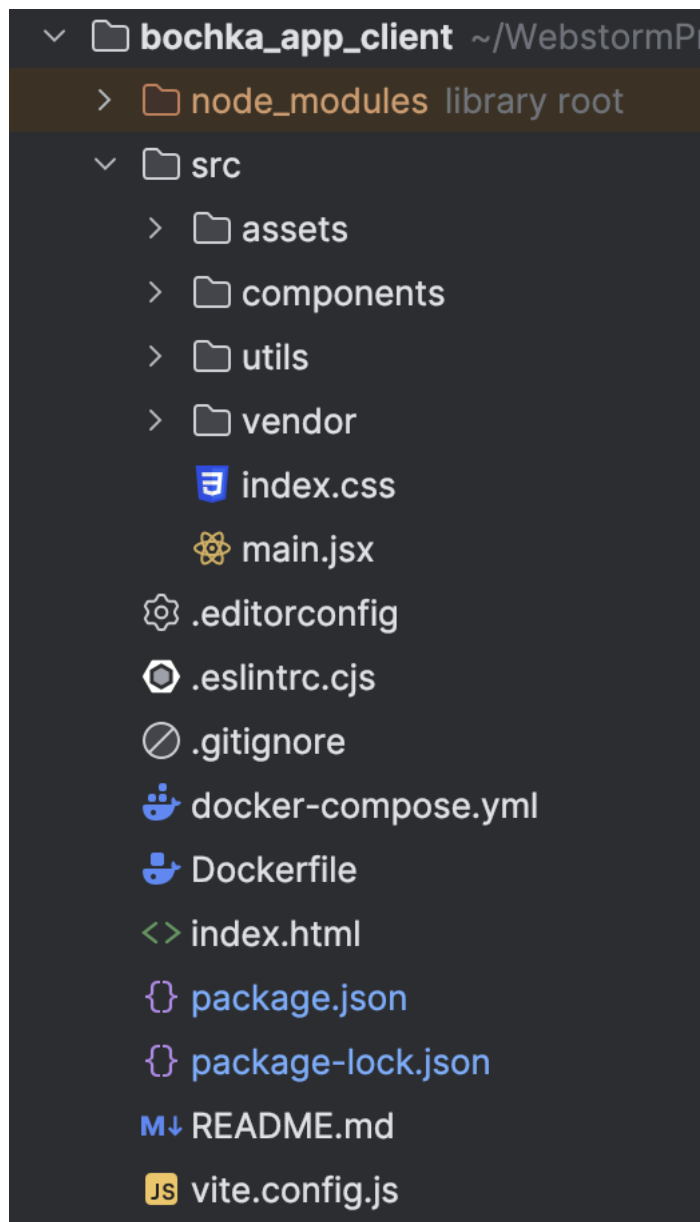 bochka_app_client ~/WebstormPr
node_modules library root
src
assets
components
utils
vendor
index.css
main.jsx
.editorconfig
.eslintrc.cjs
.gitignore
docker-compose.yml
Dockerfile
index.html
package.json
package-lock.json
README.md
vite.config.js